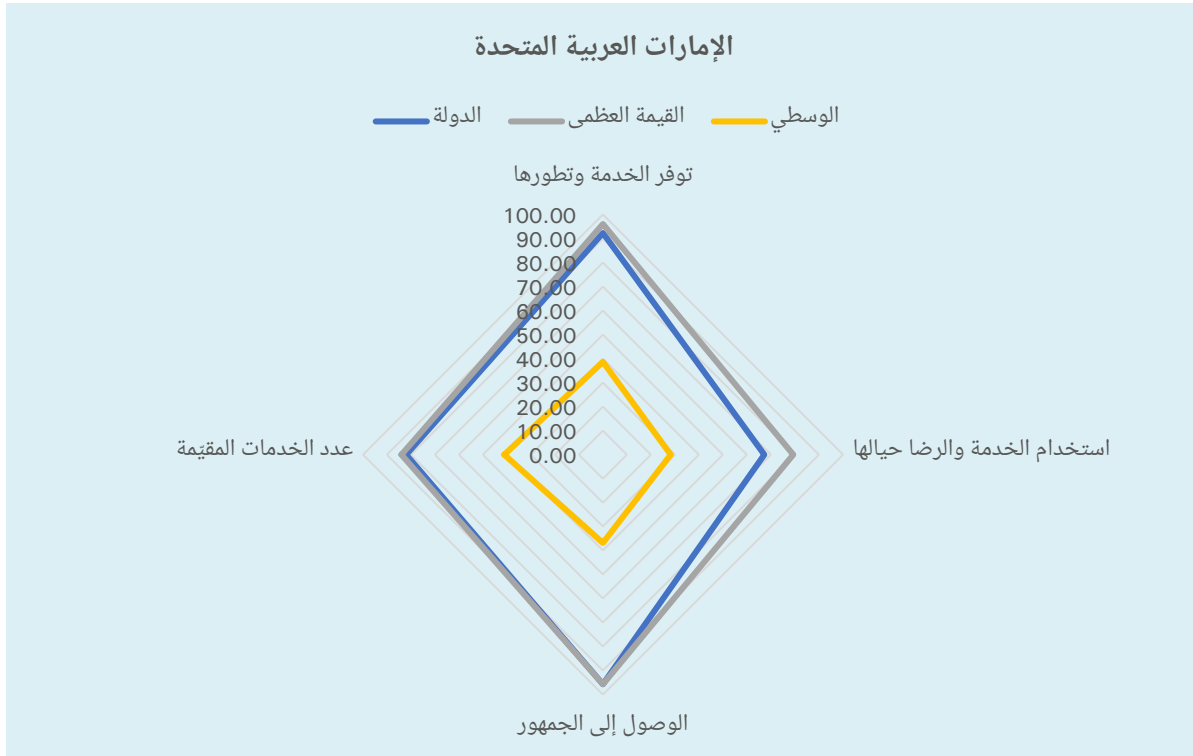 الإمارات العربية المتحدة
الدولة القيمة العظمى الوسطي
توفر الخدمة وتطورها
100.00
90.00
80.00
70.00
60.00
50.00
40.00
30.00
20.00
10.00
0.00
استخدام الخدمة والرضا حيالها
عدد الخدمات المقيّمة
الوصول إلى الجمهور